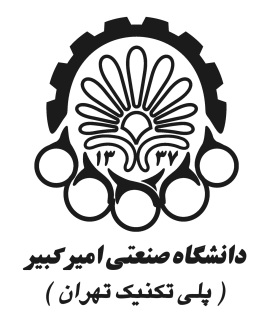 ۱۳ ۳۷
دانشگاه صنعتی امیرکبیر
( پلی تکنیک تهران )